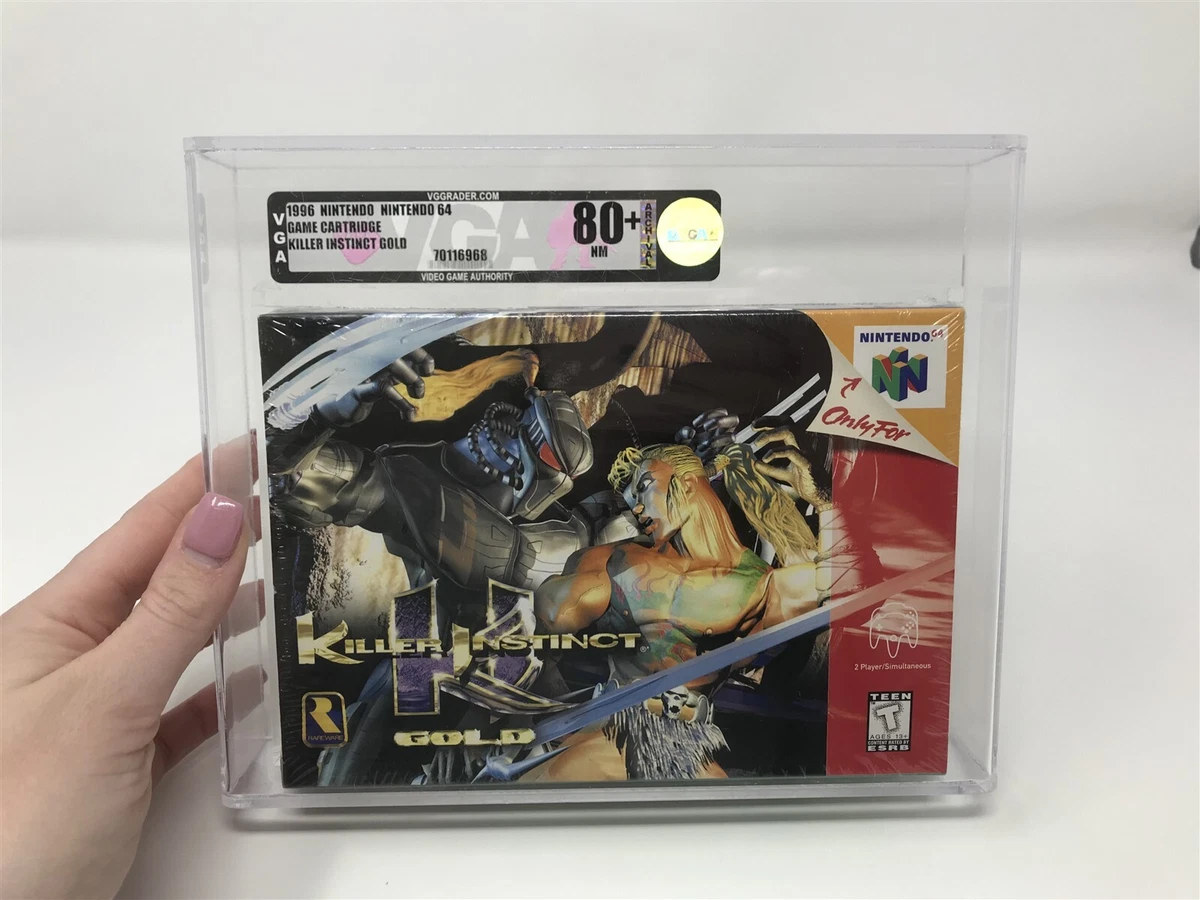 VGGRADER.COM
VGA
1996 NINTENDO NINTENDO 64
GAME CARTRIDGE
KILLER INSTINCT GOLD
70116968
80+
NM
ARCHIVAL
VGA
VIDEO GAME AUTHORITY
NINTENDO 64
Only For
KILLER INSTINCT
GOLD
RAREWARE
2 Player/Simultaneous
TEEN
T
AGES 13+
CONTENT RATED BY
ESRB